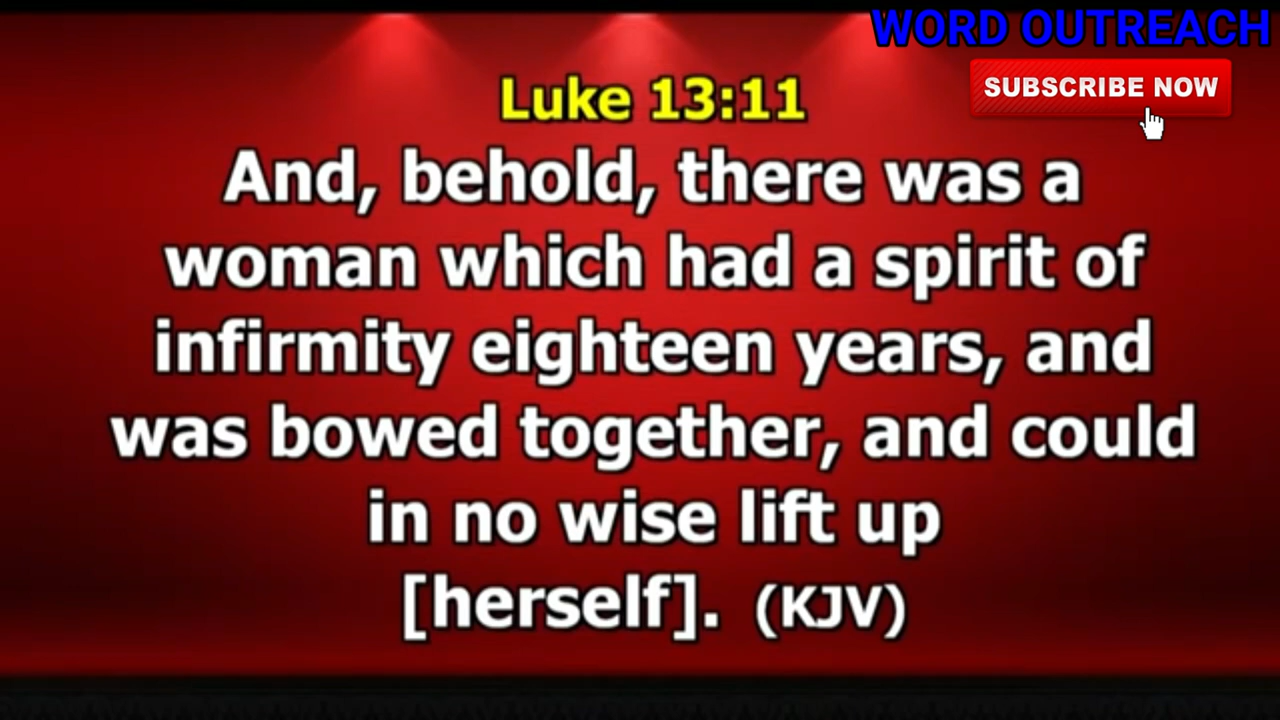 WORD OUTREACH
SUBSCRIBE NOW
Luke 13:11
And, behold, there was a
woman which had a spirit of
infirmity eighteen years, and
was bowed together, and could
in no wise lift up
[herself]. (KJV)